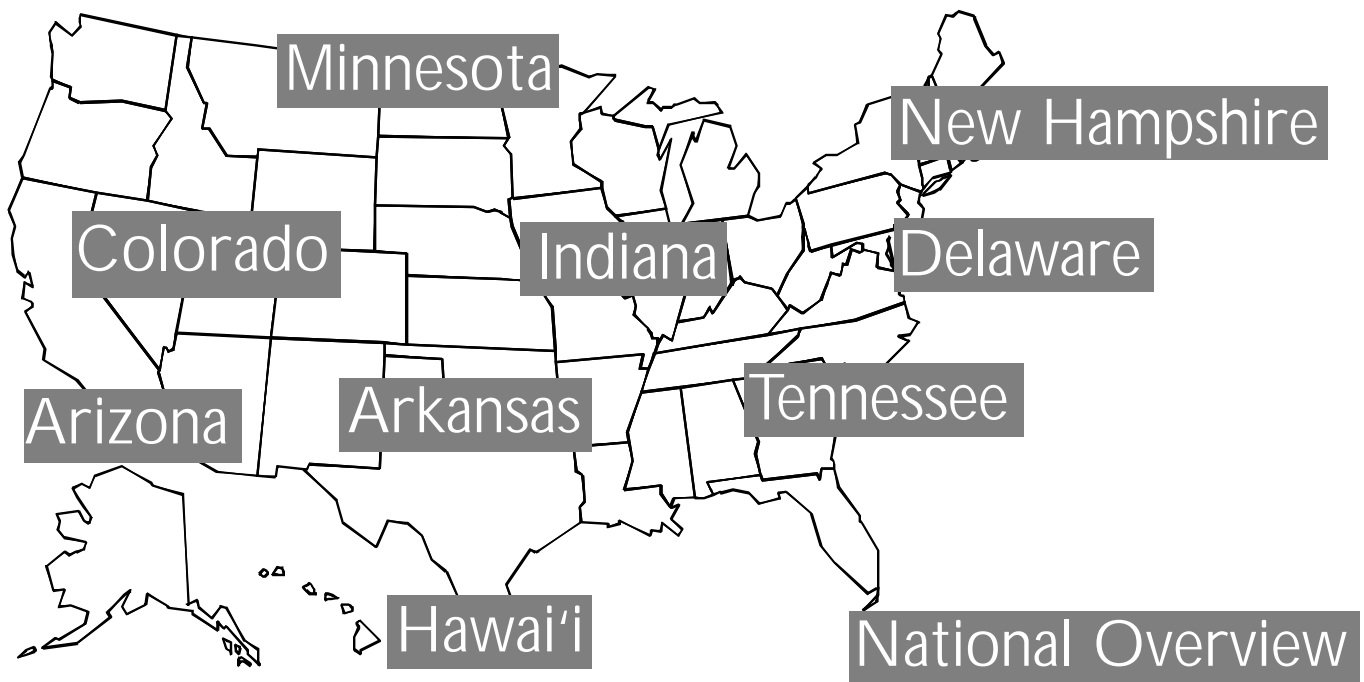 Minnesota
New Hampshire
Colorado
Indiana
Delaware
Arizona
Arkansas
Tennessee
Hawai‘i
National Overview